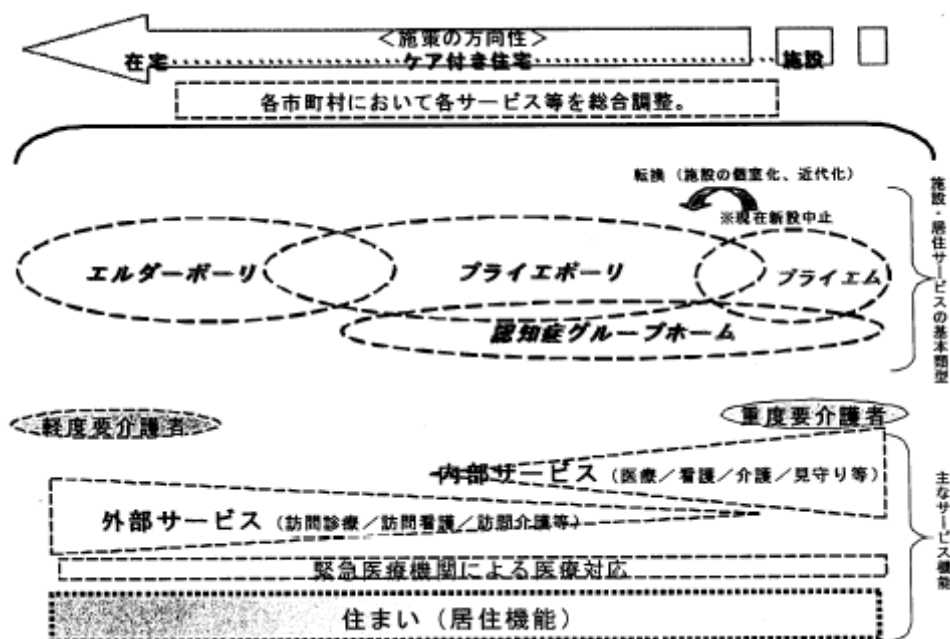 ＜施策の方向性＞
在宅 ケア付き住宅 施設
各市町村において各サービス等を総合調整。
転換（施設の個室化、近代化）
※現在新設中止
エルダーボーリ プライエボーリ プライエム
認知症グループホーム
施設・居住サービスの基本類型
軽度要介護者 重度要介護者
内部サービス（医療／看護／介護／見守り等）
外部サービス（訪問診療／訪問看護／訪問介護等）
緊急医療機関による医療対応
住まい（居住機能）
主なサービス機能